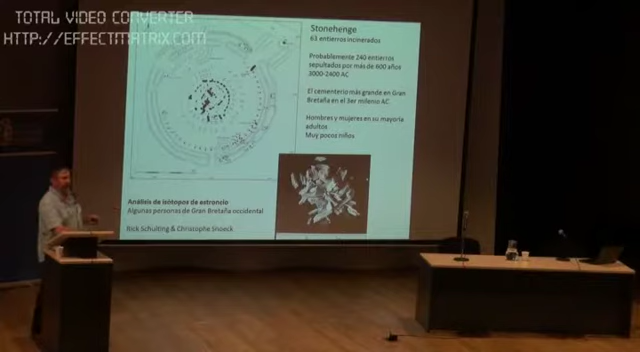 TOTAL VIDEO CONVERTER
HTTP://EFFECTMATRIX.COM
Stonehenge
63 entierros incinerados
Probablemente 240 entierros
sepultados por más de 600 años
3000-2400 AC
El cementerio más grande en Gran
Bretaña en el 3er milenio AC
Hombres y mujeres en su mayoría
adultos
Muy pocos niños
Análisis de isótopos de estroncio
Algunas personas de Gran Bretaña occidental
Rick Schulting & Christophe Snoeck